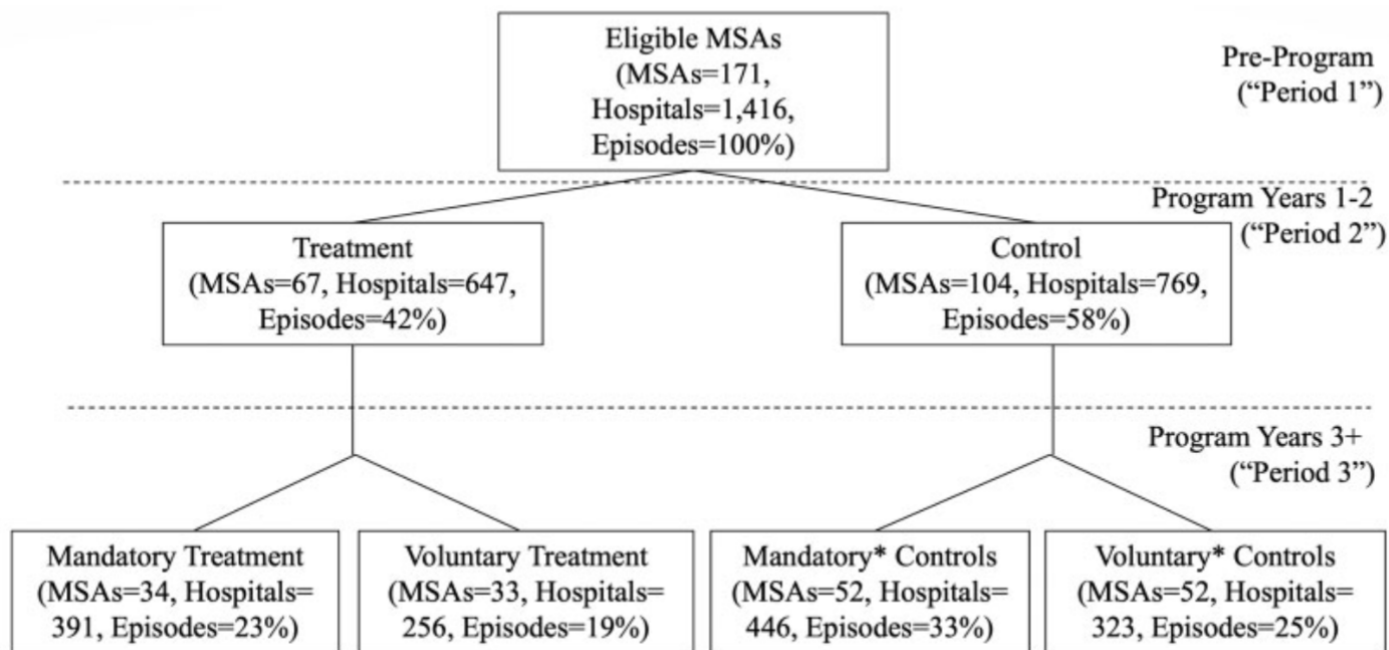 Eligible MSAs
(MSAs=171,
Hospitals=1,416,
Episodes=100%)
Pre-Program
(“Period 1”)
Program Years 1-2
(“Period 2”)
Treatment
(MSAs=67, Hospitals=647,
Episodes=42%)
Control
(MSAs=104, Hospitals=769,
Episodes=58%)
Program Years 3+
(“Period 3”)
Mandatory Treatment
(MSAs=34, Hospitals=
391, Episodes=23%)
Voluntary Treatment
(MSAs=33, Hospitals=
256, Episodes=19%)
Mandatory* Controls
(MSAs=52, Hospitals=
446, Episodes=33%)
Voluntary* Controls
(MSAs=52, Hospitals=
323, Episodes=25%)